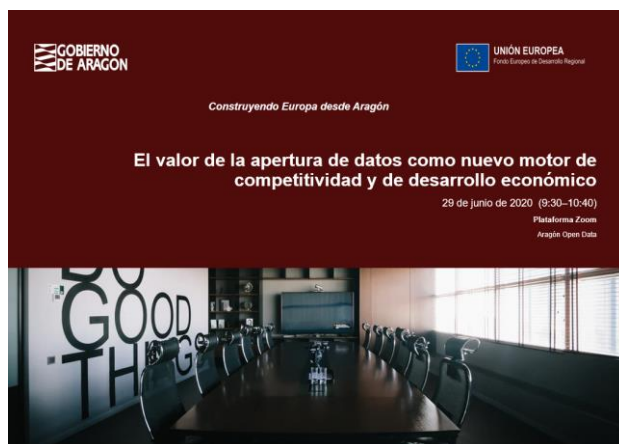 GOBIERNO
DE ARAGON
UNIÓN EUROPEA
Fondo Europeo de Desarrollo Regional
Construyendo Europa desde Aragón
El valor de la apertura de datos como nuevo motor de
competitividad y de desarrollo económico
29 de junio de 2020 (9:30–10:40)
Plataforma Zoom
Aragón Open Data
DO
GOOD
THINGS